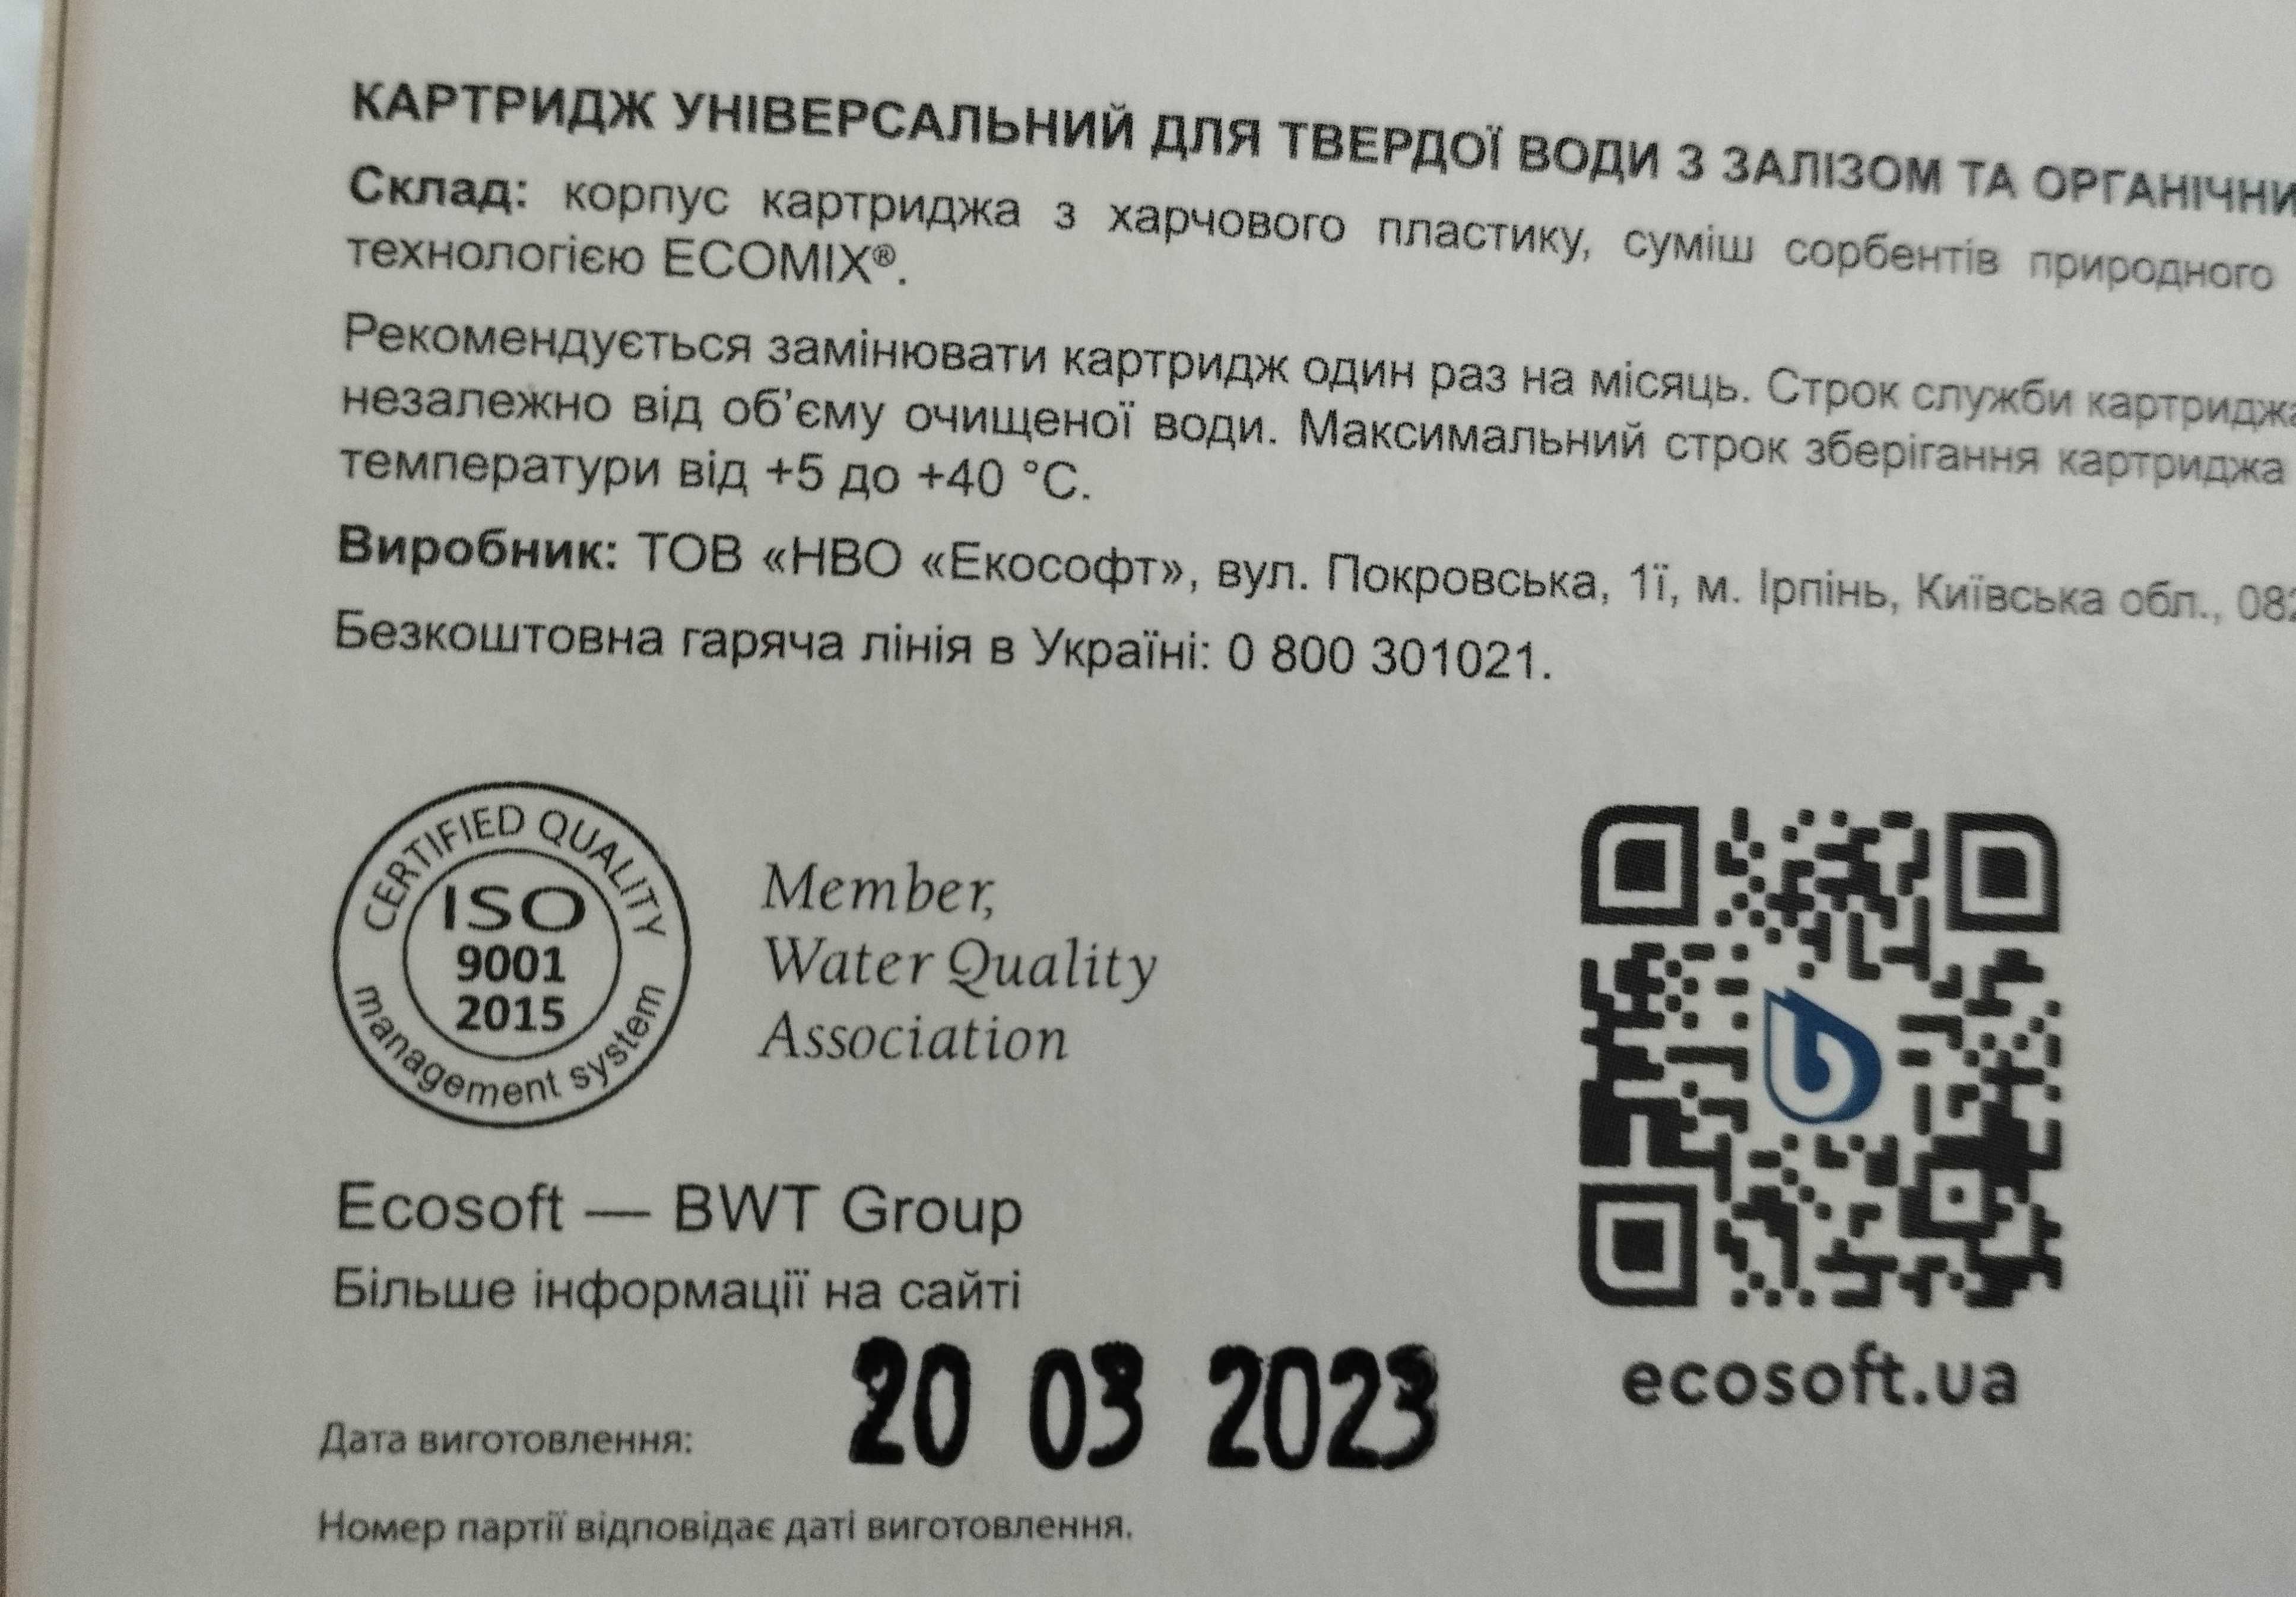 КАРТРИДЖ УНІВЕРСАЛЬНИЙ ДЛЯ ТВЕРДОЇ ВОДИ З ЗАЛІЗОМ ТА ОРГАНІЧНИ
Склад: корпус картриджа з харчового пластику, суміш сорбентів природного
технологією ECOMIX®.
Рекомендується замінювати картридж один раз на місяць. Строк служби картриджа
незалежно від об’єму очищеної води. Максимальний строк зберігання картриджа
температури від +5 до +40 °C.
Виробник: ТОВ «НВО «Екософт», вул. Покровська, 1ї, м. Ірпінь, Київська обл., 082
Безкоштовна гаряча лінія в Україні: 0 800 301021.
CERTIFIED QUALITY
ISO
9001
2015
management system
Member,
Water Quality
Association
Ecosoft — BWT Group
Більше інформації на сайті
ecosoft.ua
Дата виготовлення: 20 03 2023
Номер партії відповідає даті виготовлення.